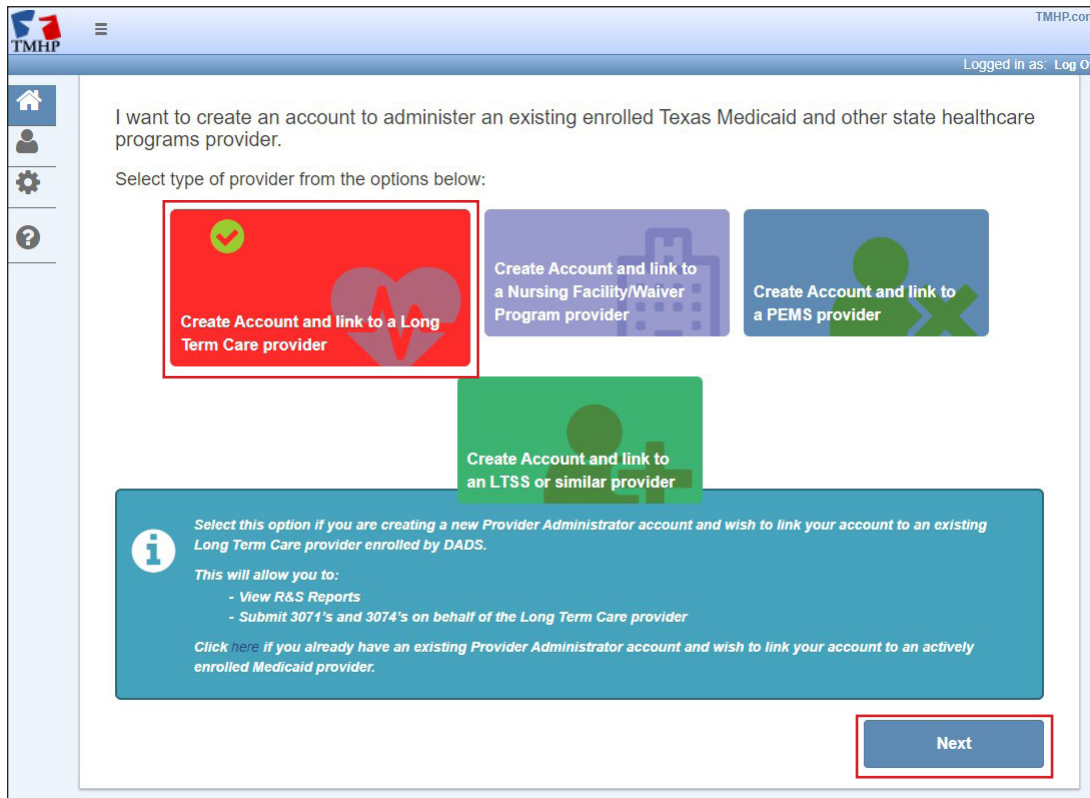 TMHP.com
TMHP
Logged in as: Log O
I want to create an account to administer an existing enrolled Texas Medicaid and other state healthcare
programs provider.
Select type of provider from the options below:
Create Account and link to a Long
Term Care provider
Create Account and link to
a Nursing Facility/Waiver
Program provider
Create Account and link to
a PEMS provider
Create Account and link to
an LTSS or similar provider
Select this option if you are creating a new Provider Administrator account and wish to link your account to an existing
Long Term Care provider enrolled by DADS.
This will allow you to:
- View R&S Reports
- Submit 3071's and 3074's on behalf of the Long Term Care provider
Click here if you already have an existing Provider Administrator account and wish to link your account to an actively
enrolled Medicaid provider.
Next